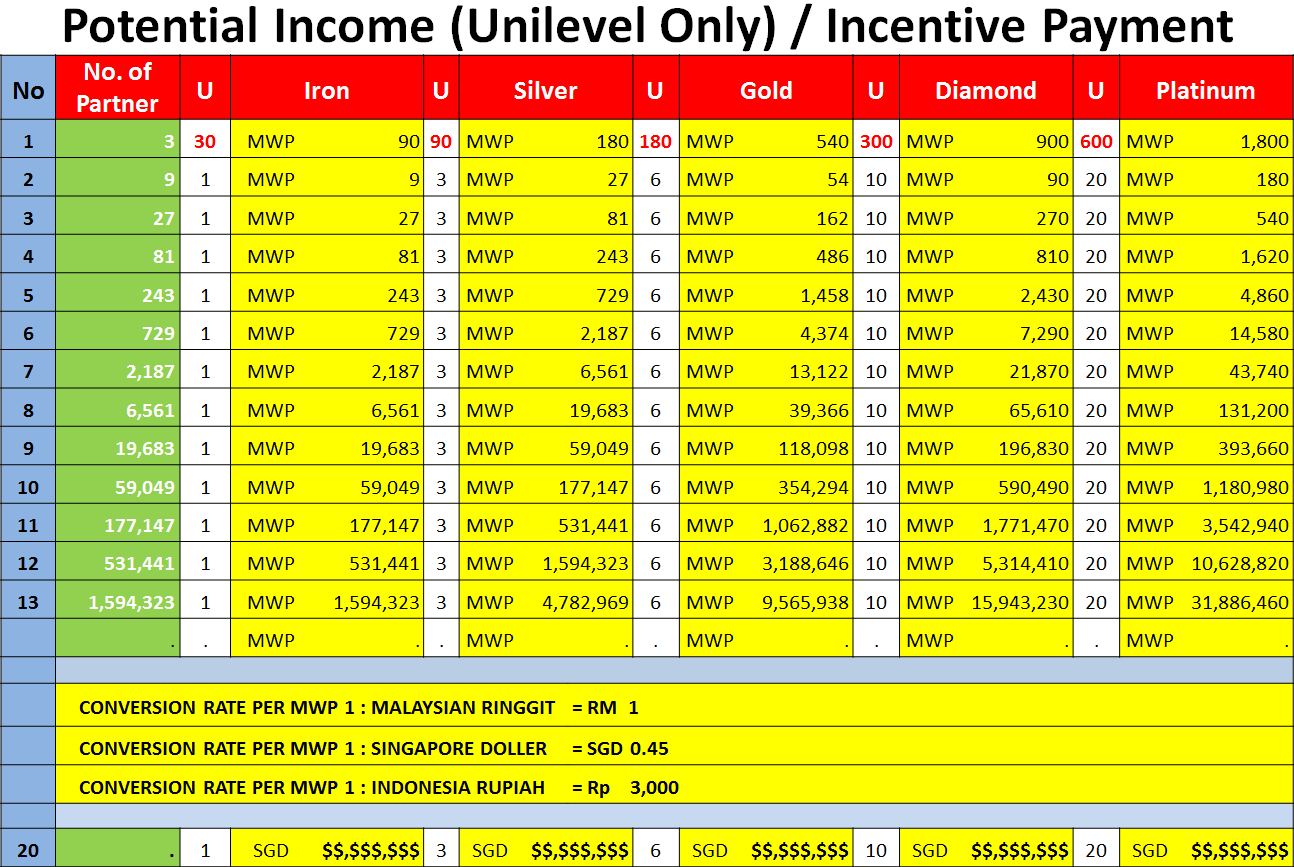 Potential Income (Unilevel Only) / Incentive Payment
No No. of Partner U Iron U Silver U Gold U Diamond U Platinum
1 3 30 MWP 90 90 MWP 180 180 MWP 540 300 MWP 900 600 MWP 1,800
2 9 1 MWP 9 3 MWP 27 6 MWP 54 10 MWP 90 20 MWP 180
3 27 1 MWP 27 3 MWP 81 6 MWP 162 10 MWP 270 20 MWP 540
4 81 1 MWP 81 3 MWP 243 6 MWP 486 10 MWP 810 20 MWP 1,620
5 243 1 MWP 243 3 MWP 729 6 MWP 1,458 10 MWP 2,430 20 MWP 4,860
6 729 1 MWP 729 3 MWP 2,187 6 MWP 4,374 10 MWP 7,290 20 MWP 14,580
7 2,187 1 MWP 2,187 3 MWP 6,561 6 MWP 13,122 10 MWP 21,870 20 MWP 43,740
8 6,561 1 MWP 6,561 3 MWP 19,683 6 MWP 39,366 10 MWP 65,610 20 MWP 131,200
9 19,683 1 MWP 19,683 3 MWP 59,049 6 MWP 118,098 10 MWP 196,830 20 MWP 393,660
10 59,049 1 MWP 59,049 3 MWP 177,147 6 MWP 354,294 10 MWP 590,490 20 MWP 1,180,980
11 177,147 1 MWP 177,147 3 MWP 531,441 6 MWP 1,062,882 10 MWP 1,771,470 20 MWP 3,542,940
12 531,441 1 MWP 531,441 3 MWP 1,594,323 6 MWP 3,188,646 10 MWP 5,314,410 20 MWP 10,628,820
13 1,594,323 1 MWP 1,594,323 3 MWP 4,782,969 6 MWP 9,565,938 10 MWP 15,943,230 20 MWP 31,886,460
. . MWP . . MWP . . MWP . . MWP . . MWP .
CONVERSION RATE PER MWP 1 : MALAYSIAN RINGGIT = RM 1
CONVERSION RATE PER MWP 1 : SINGAPORE DOLLER = SGD 0.45
CONVERSION RATE PER MWP 1 : INDONESIA RUPIAH = Rp 3,000
20 . 1 SGD $$,$$$,$$$ 3 SGD $$,$$$,$$$ 6 SGD $$,$$$,$$$ 10 SGD $$,$$$,$$$ 20 SGD $$,$$$,$$$